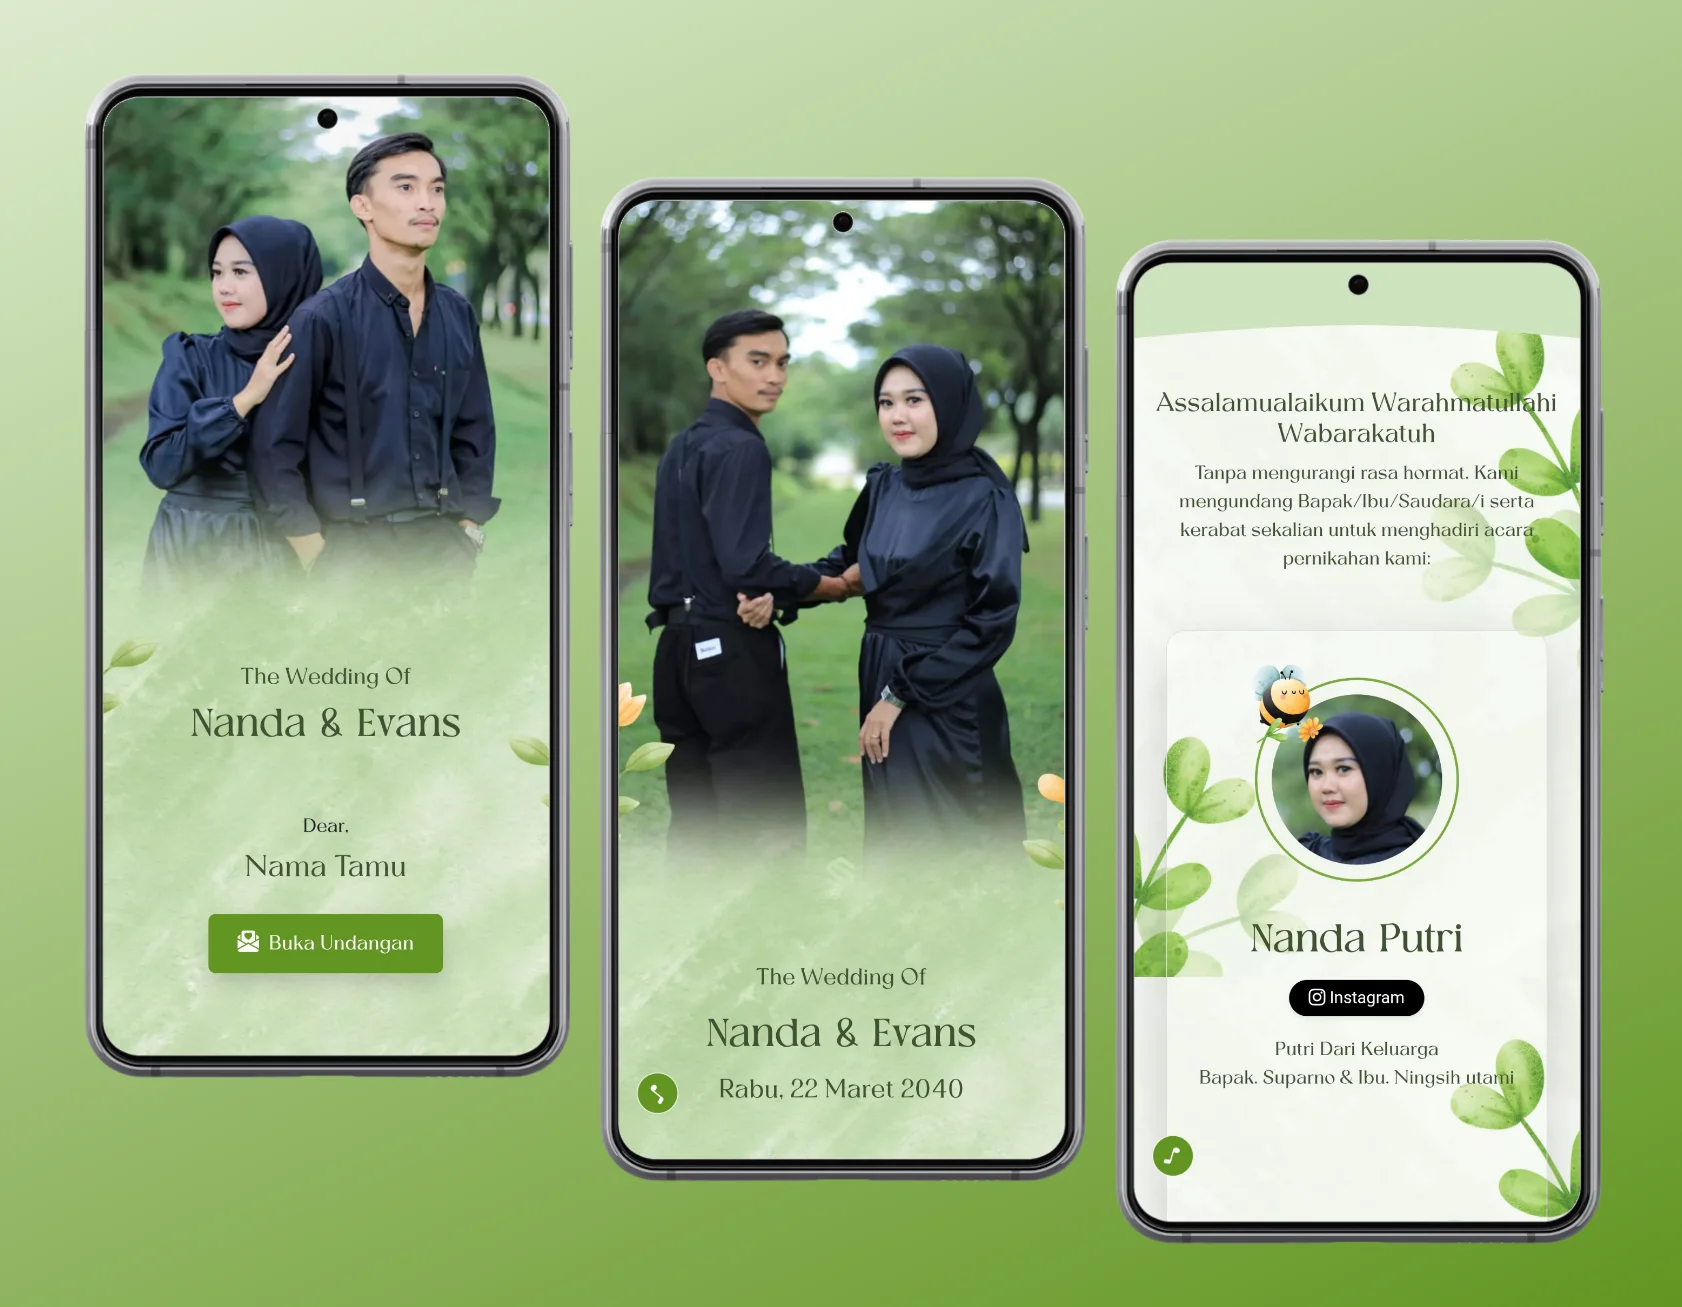 The Wedding Of
Nanda & Evans
Dear,
Nama Tamu
Buka Undangan
The Wedding Of
Nanda & Evans
Rabu, 22 Maret 2040
Assalamualaikum Warahmatullahi
Wabarakatuh
Tanpa mengurangi rasa hormat. Kami
mengundang Bapak/Ibu/Saudara/i serta
kerabat sekalian untuk menghadiri acara
pernikahan kami:
Nanda Putri
Instagram
Putri Dari Keluarga
Bapak. Suparno & Ibu. Ningsih utami